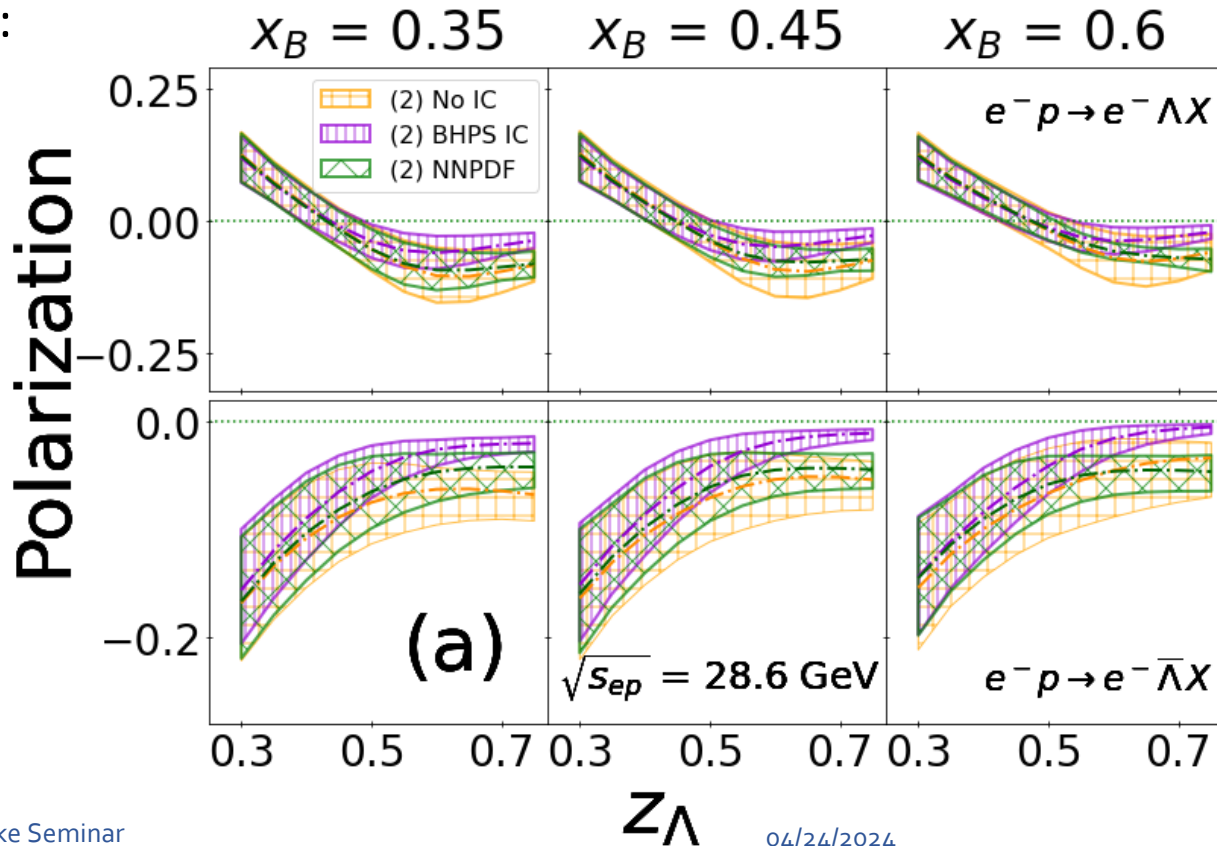 :
x_B = 0.35 x_B = 0.45 x_B = 0.6
0.25
0.00
−0.25
(2) No IC
(2) BHPS IC
(2) NNPDF
e⁻p→e⁻ΛX
Polarization
0.0
−0.2
(a)
√s_ep = 28.6 GeV
e⁻p→e⁻Λ̅X
0.3 0.5 0.7 0.3 0.5 0.7 0.3 0.5 0.7
z_Λ
ke Seminar
04/24/2024